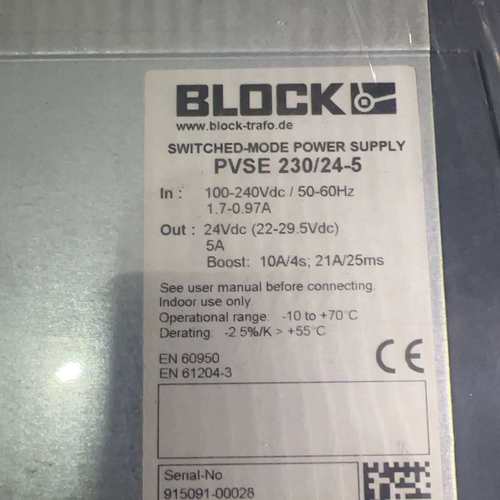 BLOCK
www.block-trafo.de
SWITCHED-MODE POWER SUPPLY
PVSE 230/24-5
In : 100-240Vdc / 50-60Hz
1.7-0.97A
Out : 24Vdc (22-29.5Vdc)
5A
Boost: 10A/4s; 21A/25ms
See user manual before connecting.
Indoor use only.
Operational range: -10 to +70°C
Derating: -2.5%/K > +55°C
EN 60950
EN 61204-3
CE
Serial-No
915091-00028